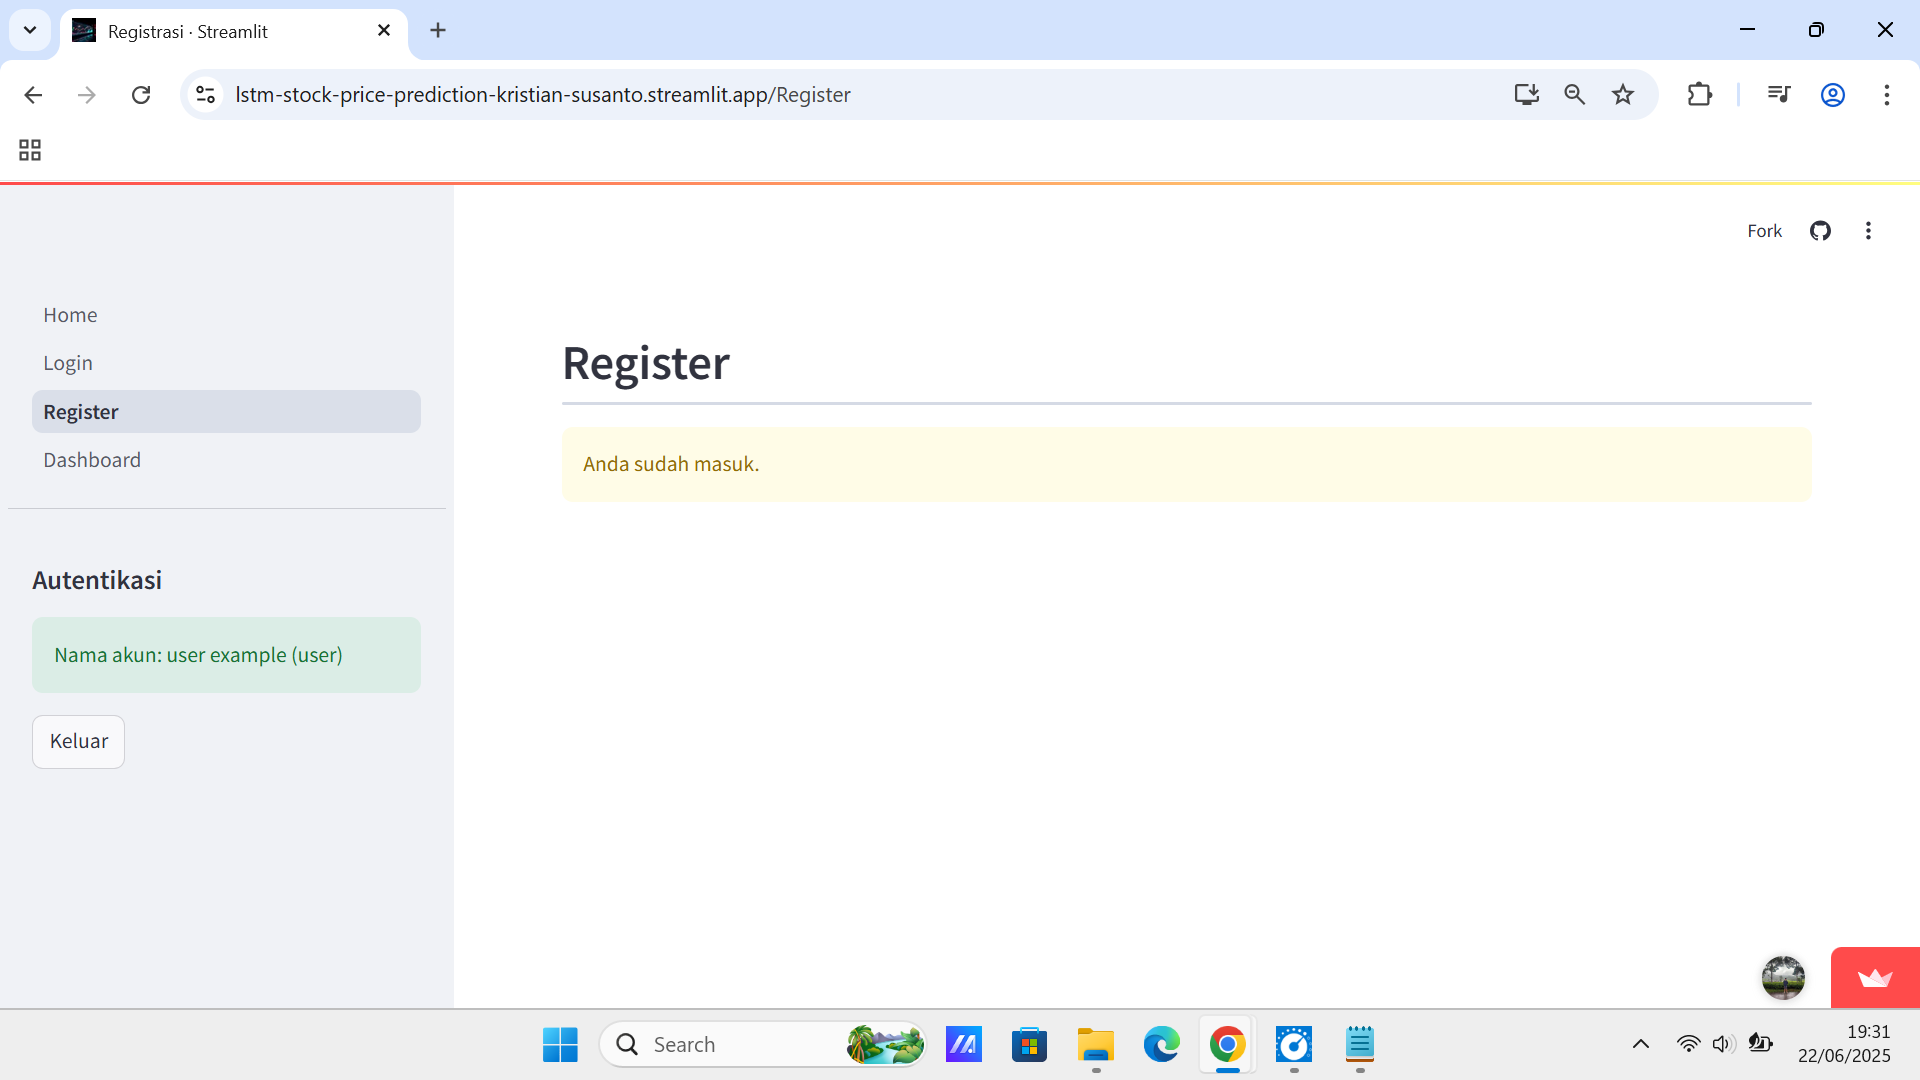 Registrasi · Streamlit
lstm-stock-price-prediction-kristian-susanto.streamlit.app/Register
Fork
Home
Login
Register
Dashboard
Autentikasi
Nama akun: user example (user)
Keluar
Register
Anda sudah masuk.
Search
19:31
22/06/2025